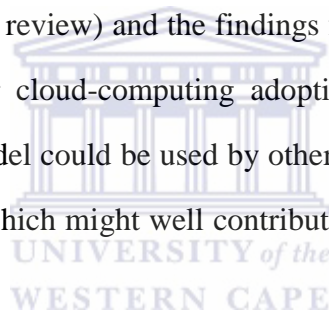 review) and the findings
cloud-computing adopti
del could be used by other
hich might well contribut
UNIVERSITY of the
WESTERN CAPE